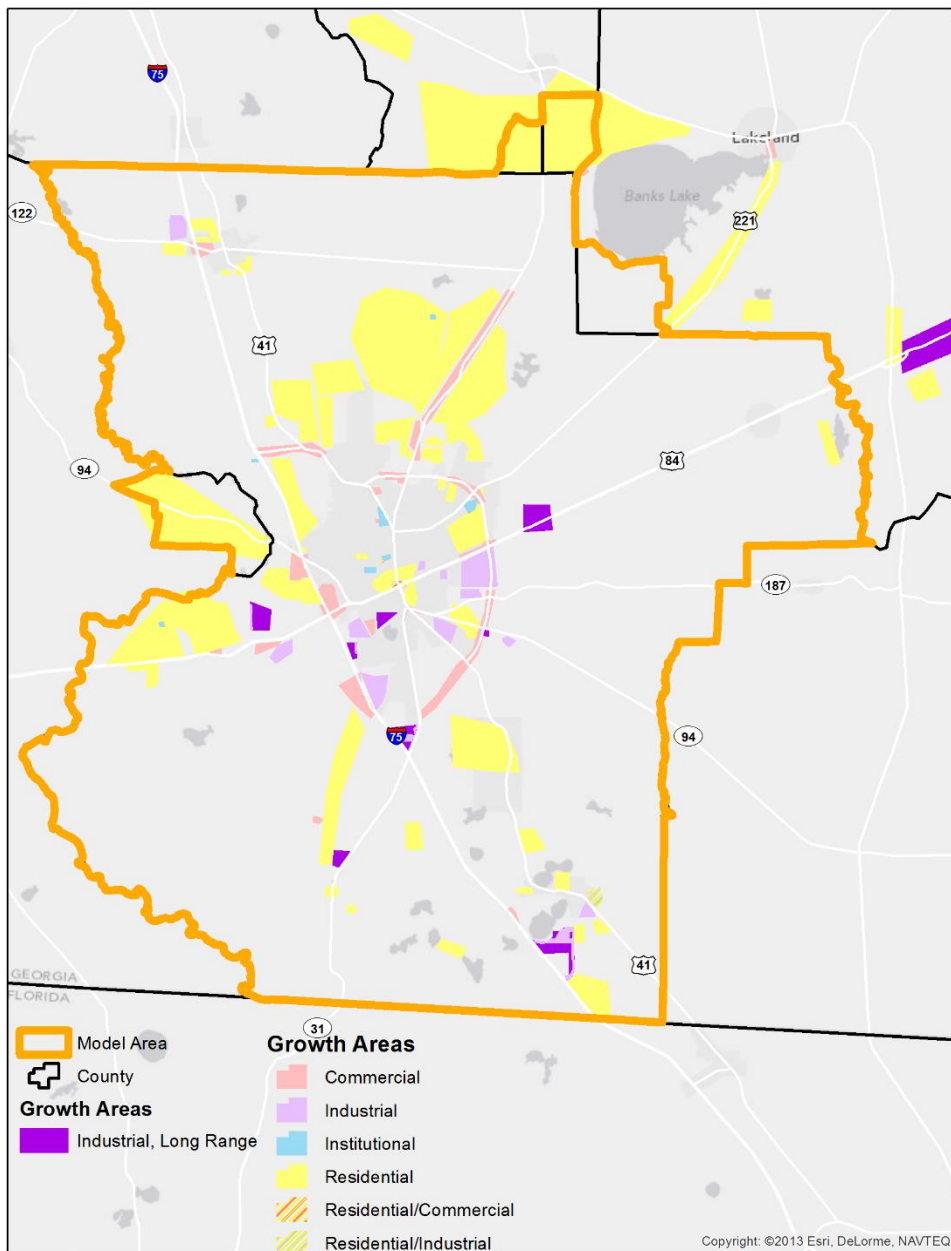 75
Lakeland
Banks Lake
122
221
41
94
84
187
75
94
41
GEORGIA
FLORIDA
31
Model Area
County
Growth Areas
Industrial, Long Range
Growth Areas
Commercial
Industrial
Institutional
Residential
Residential/Commercial
Residential/Industrial
Copyright: ©2013 Esri, DeLorme, NAVTEQ